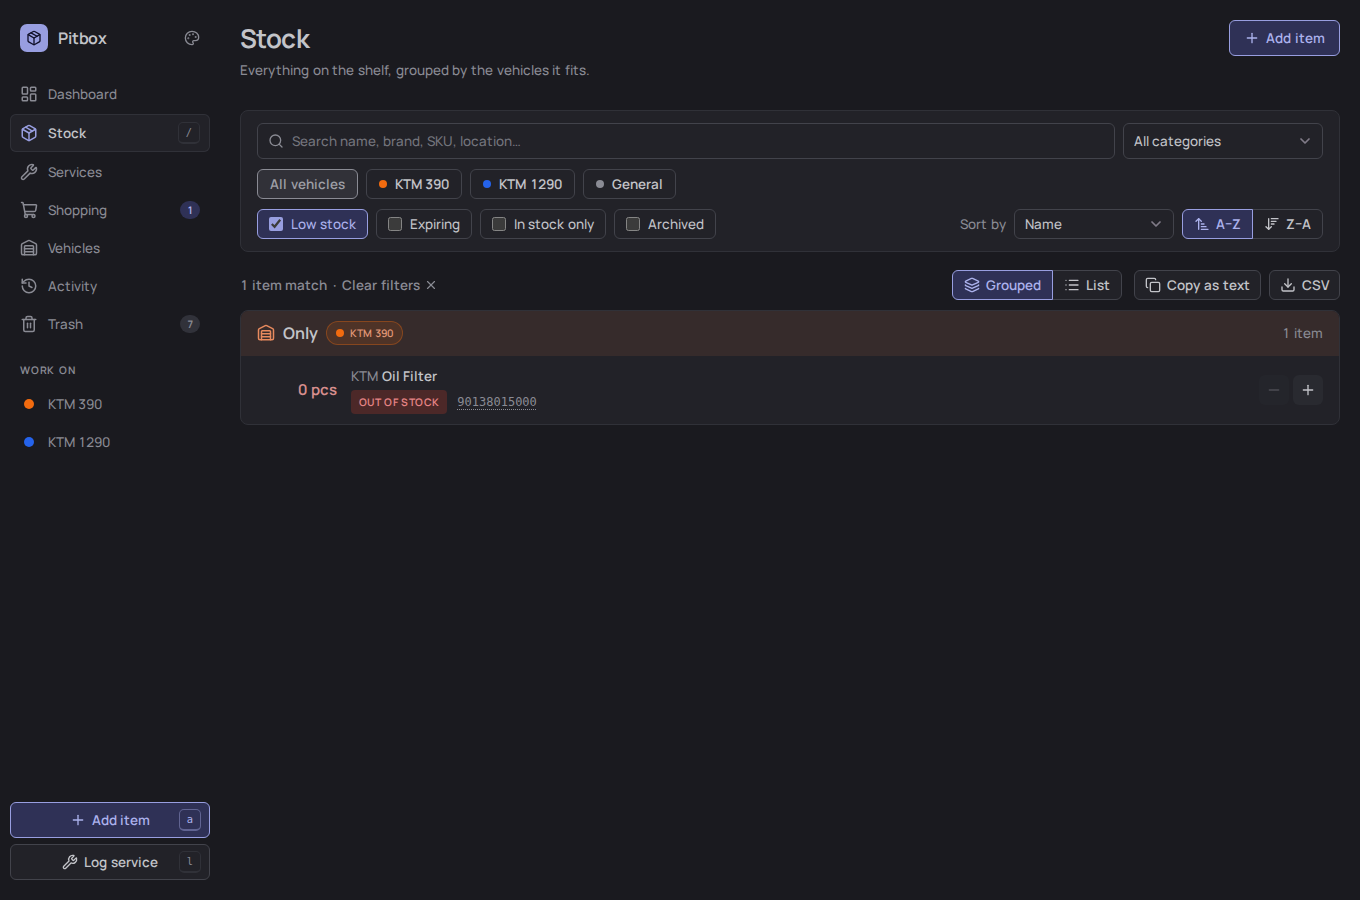 Pitbox
Dashboard
Stock /
Services
Shopping 1
Vehicles
Activity
Trash 7
WORK ON
KTM 390
KTM 1290
+ Add item a
Log service l
Stock
+ Add item
Everything on the shelf, grouped by the vehicles it fits.
Search name, brand, SKU, location…
All categories
All vehicles KTM 390 KTM 1290 General
Low stock Expiring In stock only Archived Sort by Name A–Z Z–A
1 item match · Clear filters ×
Grouped List Copy as text CSV
Only KTM 390 1 item
0 pcs KTM Oil Filter
OUT OF STOCK 90138015000
− +